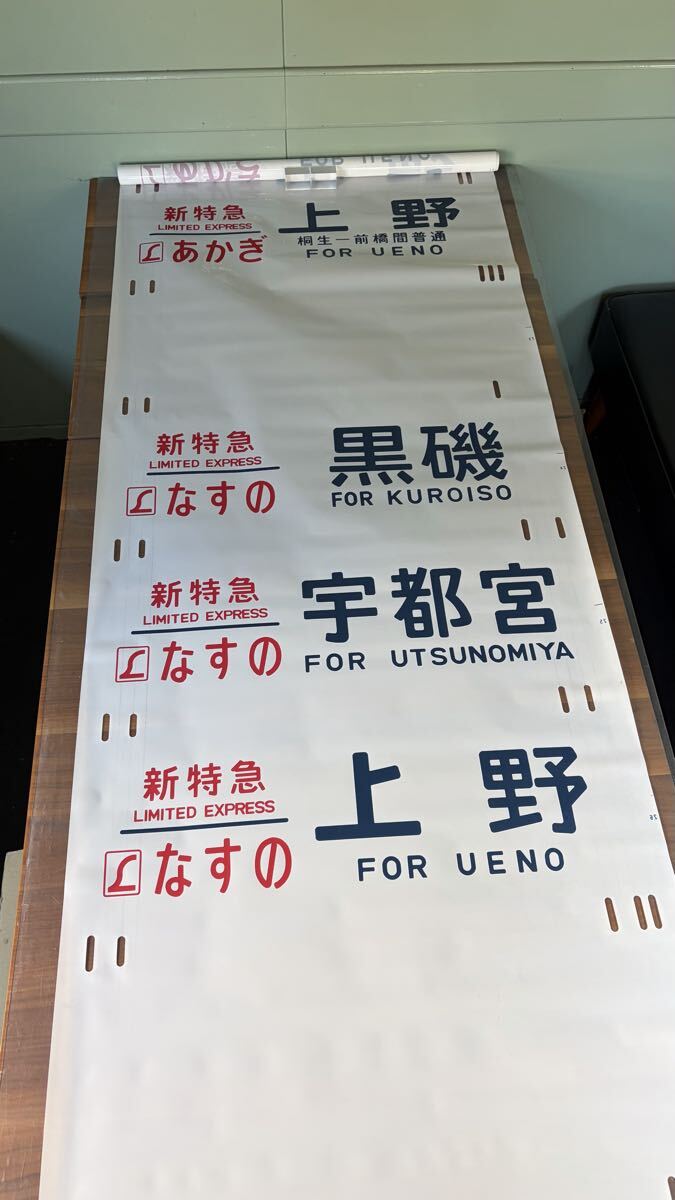 FOR UENO
新特急
LIMITED EXPRESS
あかぎ
上野
桐生―前橋間普通
FOR UENO
新特急
LIMITED EXPRESS
なすの
黒磯
FOR KUROISO
新特急
LIMITED EXPRESS
なすの
宇都宮
FOR UTSUNOMIYA
新特急
LIMITED EXPRESS
なすの
上野
FOR UENO